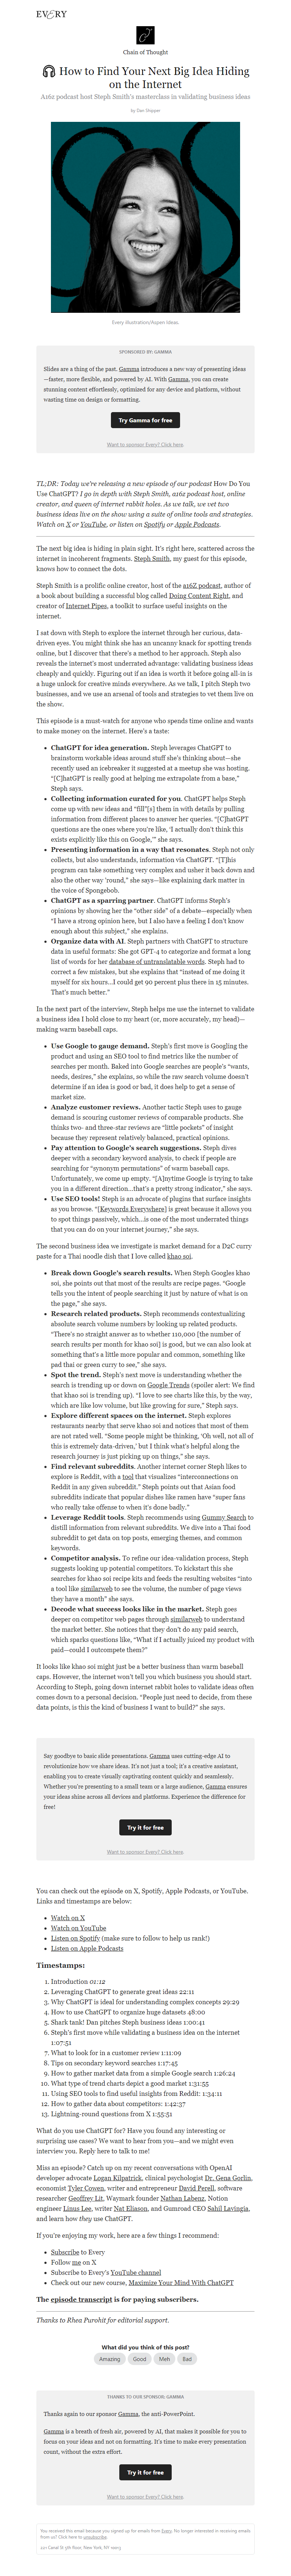 EVERY
Chain of Thought
🎧 How to Find Your Next Big Idea Hiding
on the Internet
A16z podcast host Steph Smith's masterclass in validating business ideas
by Dan Shipper
Every illustration/Aspen Ideas.
SPONSORED BY: GAMMA
Slides are a thing of the past. Gamma introduces a new way of presenting ideas
—faster, more flexible, and powered by AI. With Gamma, you can create
stunning content effortlessly, optimized for any device and platform, without
wasting time on design or formatting.
Try Gamma for free
Want to sponsor Every? Click here.
TL;DR: Today we're releasing a new episode of our podcast How Do You
Use ChatGPT? I go in depth with Steph Smith, a16z podcast host, online
creator, and queen of internet rabbit holes. As we talk, we vet two
business ideas live on the show using a suite of online tools and strategies.
Watch on X or YouTube, or listen on Spotify or Apple Podcasts.
The next big idea is hiding in plain sight. It's right here, scattered across the
internet in incoherent fragments. Steph Smith, my guest for this episode,
knows how to connect the dots.
Steph Smith is a prolific online creator, host of the a16Z podcast, author of
a book about building a successful blog called Doing Content Right, and
creator of Internet Pipes, a toolkit to surface useful insights on the
internet.
I sat down with Steph to explore the internet through her curious, data-
driven eyes. You might think she has an uncanny knack for spotting trends
online, but I discover that there's a method to her approach. Steph also
reveals the internet's most underrated advantage: validating business ideas
cheaply and quickly. Figuring out if an idea is worth it before going all-in is
a huge unlock for creative minds everywhere. As we talk, I pitch Steph two
businesses, and we use an arsenal of tools and strategies to vet them live on
the show.
This episode is a must-watch for anyone who spends time online and wants
to make money on the internet. Here's a taste:
• ChatGPT for idea generation. Steph leverages ChatGPT to
brainstorm workable ideas around stuff she's thinking about—she
recently used an icebreaker it suggested at a meetup she was hosting.
"[C]hatGPT is really good at helping me extrapolate from a base,"
Steph says.
• Collecting information curated for you. ChatGPT helps Steph
come up with new ideas and "fill"[s] them in with details by pulling
information from different places to answer her queries. "[C]hatGPT
questions are the ones where you're like, 'I actually don't think this
exists explicitly like this on Google,'" she says.
• Presenting information in a way that resonates. Steph not only
collects, but also understands, information via ChatGPT. "[T]his
program can take something very complex and usher it back down and
also the other way 'round," she says—like explaining dark matter in
the voice of Spongebob.
• ChatGPT as a sparring partner. ChatGPT informs Steph's
opinions by showing her the "other side" of a debate—especially when
"I have a strong opinion here, but I also have a feeling I don't know
enough about this subject," she explains.
• Organize data with AI. Steph partners with ChatGPT to structure
data in useful formats: She got GPT-4 to categorize and format a long
list of words for her database of untranslatable words. Steph had to
correct a few mistakes, but she explains that "instead of me doing it
myself for six hours...I could get 90 percent plus there in 15 minutes.
That's much better."
In the next part of the interview, Steph helps me use the internet to validate
a business idea I hold close to my heart (or, more accurately, my head)—
making warm baseball caps.
• Use Google to gauge demand. Steph's first move is Googling the
product and using an SEO tool to find metrics like the number of
searches per month. Baked into Google searches are people's "wants,
needs, desires," she explains, so while the raw search volume doesn't
determine if an idea is good or bad, it does help to get a sense of
market size.
• Analyze customer reviews. Another tactic Steph uses to gauge
demand is scouring customer reviews of comparable products. She
thinks two- and three-star reviews are "little pockets" of insight
because they represent relatively balanced, practical opinions.
• Pay attention to Google's search suggestions. Steph dives
deeper with a secondary keyword analysis, to check if people are
searching for "synonym permutations" of warm baseball caps.
Unfortunately, we come up empty. "[A]nytime Google is trying to take
you in a different direction...that's a pretty strong indicator," she says.
• Use SEO tools! Steph is an advocate of plugins that surface insights
as you browse. "[Keywords Everywhere] is great because it allows you
to spot things passively, which...is one of the most underrated things
that you can do on your internet journey," she says.
The second business idea we investigate is market demand for a D2C curry
paste for a Thai noodle dish that I love called khao soi.
• Break down Google's search results. When Steph Googles khao
soi, she points out that most of the results are recipe pages. "Google
tells you the intent of people searching it just by nature of what is on
the page," she says.
• Research related products. Steph recommends contextualizing
absolute search volume numbers by looking up related products.
"There's no straight answer as to whether 110,000 [the number of
search results per month for khao soi] is good, but we can also look at
something that's a little more popular and common, something like
pad thai or green curry to see," she says.
• Spot the trend. Steph's next move is understanding whether the
search is trending up or down on Google Trends (spoiler alert: We find
that khao soi is trending up). "I love to see charts like this, by the way,
which are like low volume, but like growing for sure," Steph says.
• Explore different spaces on the internet. Steph explores
restaurants nearby that serve khao soi and notices that most of them
are not rated well. "Some people might be thinking, 'Oh well, not all of
this is extremely data-driven,' but I think what's helpful along the
research journey is just picking up on things," she says.
• Find relevant subreddits. Another internet corner Steph likes to
explore is Reddit, with a tool that visualizes "interconnections on
Reddit in any given subreddit." Steph points out that Asian food
subreddits indicate that popular dishes like ramen have "super fans
who really take offense to when it's done badly."
• Leverage Reddit tools. Steph recommends using Gummy Search to
distill information from relevant subreddits. We dive into a Thai food
subreddit to get data on top posts, emerging themes, and common
keywords.
• Competitor analysis. To refine our idea-validation process, Steph
suggests looking up potential competitors. To kickstart this she
searches for khao soi recipe kits and feeds the resulting website "into
a tool like similarweb to see the volume, the number of page views
they have a month" she says.
• Decode what success looks like in the market. Steph goes
deeper on competitor web pages through similarweb to understand
the market better. She notices that they don't do any paid search,
which sparks questions like, "What if I actually juiced my product with
paid—could I outcompete them?"
It looks like khao soi might just be a better business than warm baseball
caps. However, the internet won't tell you which business you should start.
According to Steph, going down internet rabbit holes to validate ideas often
comes down to a personal decision. "People just need to decide, from these
data points, is this the kind of business I want to build?" she says.
Say goodbye to basic slide presentations. Gamma uses cutting-edge AI to
revolutionize how we share ideas. It's not just a tool; it's a creative assistant,
enabling you to create visually captivating content quickly and seamlessly.
Whether you're presenting to a small team or a large audience, Gamma ensures
your ideas shine across all devices and platforms. Experience the difference for
free!
Try it for free
Want to sponsor Every? Click here.
You can check out the episode on X, Spotify, Apple Podcasts, or YouTube.
Links and timestamps are below:
• Watch on X
• Watch on YouTube
• Listen on Spotify (make sure to follow to help us rank!)
• Listen on Apple Podcasts
Timestamps:
1. Introduction 01:12
2. Leveraging ChatGPT to generate great ideas 22:11
3. Why ChatGPT is ideal for understanding complex concepts 29:29
4. How to use ChatGPT to organize huge datasets 48:00
5. Shark tank! Dan pitches Steph business ideas 1:00:41
6. Steph's first move while validating a business idea on the internet
1:07:51
7. What to look for in a customer review 1:11:09
8. Tips on secondary keyword searches 1:17:45
9. How to gather market data from a simple Google search 1:26:24
10. What type of trend charts depict a good market 1:31:55
11. Using SEO tools to find useful insights from Reddit: 1:34:11
12. How to gather data about competitors: 1:42:37
13. Lightning-round questions from X 1:55:51
What do you use ChatGPT for? Have you found any interesting or
surprising use cases? We want to hear from you—and we might even
interview you. Reply here to talk to me!
Miss an episode? Catch up on my recent conversations with OpenAI
developer advocate Logan Kilpatrick, clinical psychologist Dr. Gena Gorlin,
economist Tyler Cowen, writer and entrepreneur David Perell, software
researcher Geoffrey Lit, Waymark founder Nathan Labenz, Notion
engineer Linus Lee, writer Nat Eliason, and Gumroad CEO Sahil Lavingia,
and learn how they use ChatGPT.
If you're enjoying my work, here are a few things I recommend:
• Subscribe to Every
• Follow me on X
• Subscribe to Every's YouTube channel
• Check out our new course, Maximize Your Mind With ChatGPT
The episode transcript is for paying subscribers.
Thanks to Rhea Purohit for editorial support.
What did you think of this post?
Amazing Good Meh Bad
THANKS TO OUR SPONSOR: GAMMA
Thanks again to our sponsor Gamma, the anti-PowerPoint.
Gamma is a breath of fresh air, powered by AI, that makes it possible for you to
focus on your ideas and not on formatting. It's time to make every presentation
count, without the extra effort.
Try it for free
Want to sponsor Every? Click here.
You received this email because you signed up for emails from Every. No longer interested in receiving emails
from us? Click here to unsubscribe.
221 Canal St 5th floor, New York, NY 10013